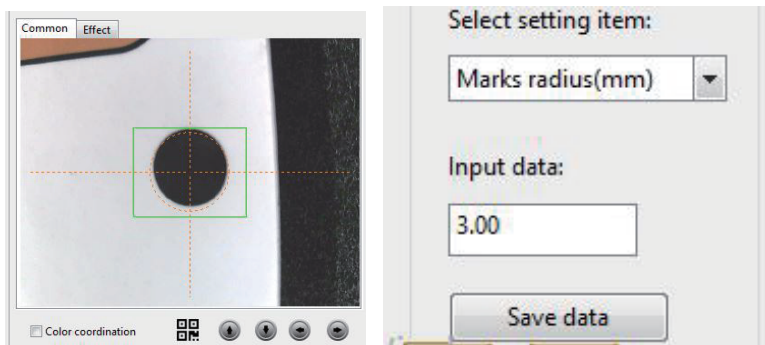 Common Effect
Color coordination
Select setting item:
Marks radius(mm)
Input data:
3.00
Save data